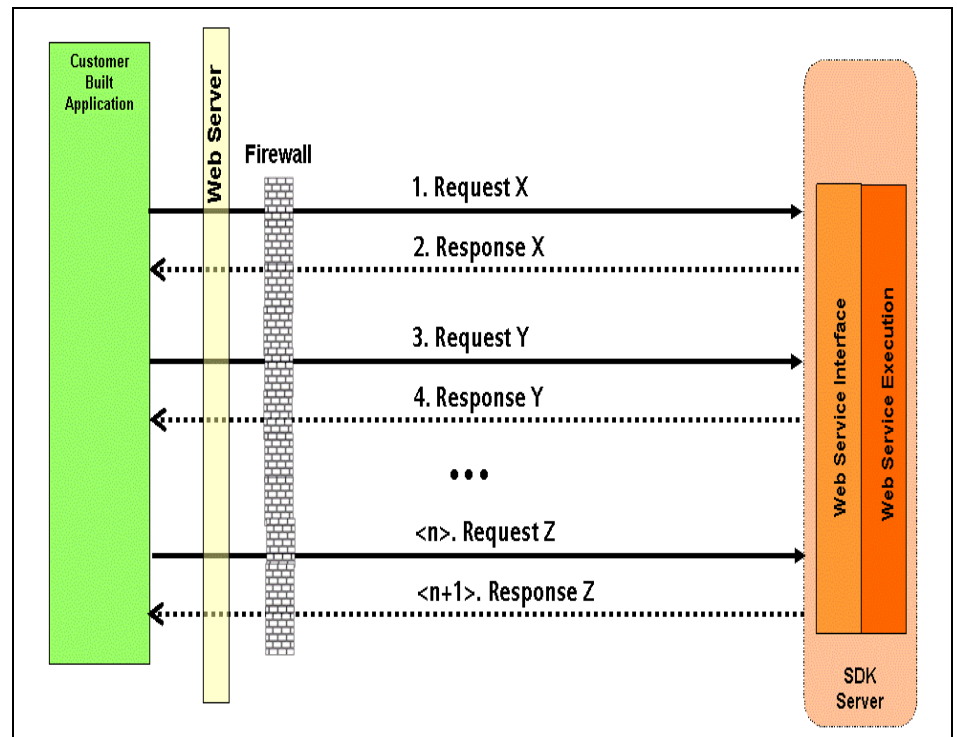 Customer
Built
Application
Web Server
Firewall
1. Request X
2. Response X
3. Request Y
4. Response Y
•••
<n>. Request Z
<n+1>. Response Z
Web Service Interface
Web Service Execution
SDK
Server